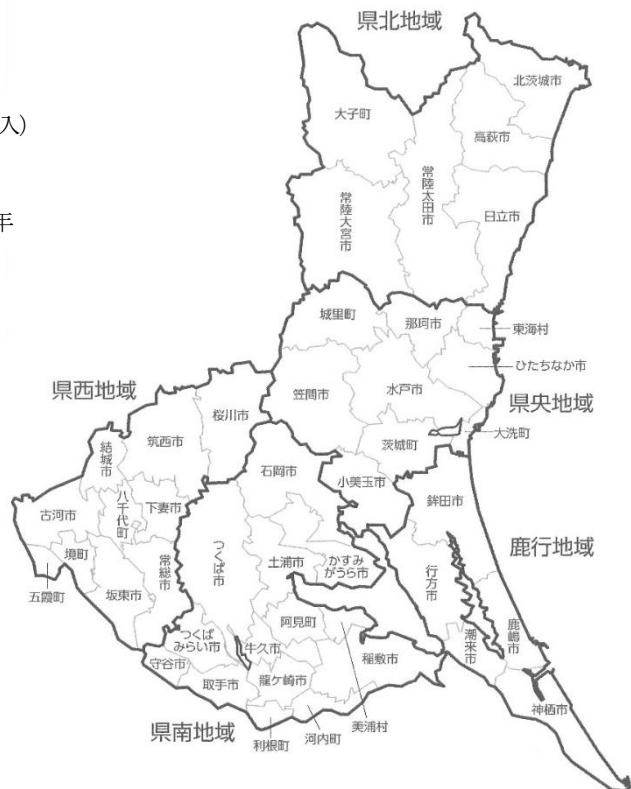 県北地域
北茨城市
大子町
高萩市
入)
常陸太田市
常陸大宮市
日立市
年
城里町
那珂市
東海村
ひたちなか市
県西地域
笠間市
水戸市
県央地域
桜川市
茨城町
大洗町
筑西市
結城市
石岡市
小美玉市
鉾田市
八千代町
下妻市
古河市
つくば市
鹿行地域
境町
常総市
土浦市
かすみ
がうら市
行方市
五霞町
坂東市
阿見町
鹿嶋市
潮来市
つくば
みらい市
牛久市
稲敷市
守谷市
取手市
龍ケ崎市
神栖市
美浦村
県南地域
利根町
河内町